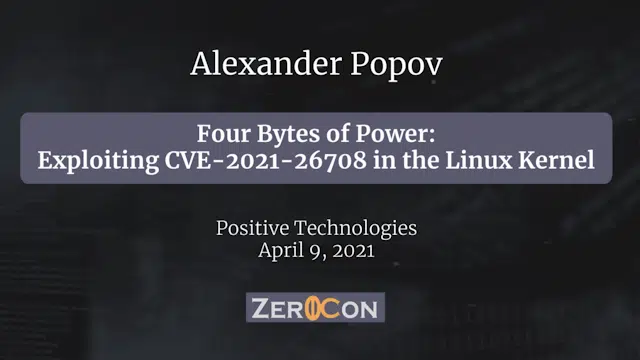 Alexander Popov
Four Bytes of Power:
Exploiting CVE-2021-26708 in the Linux Kernel
Positive Technologies
April 9, 2021
ZER0CON